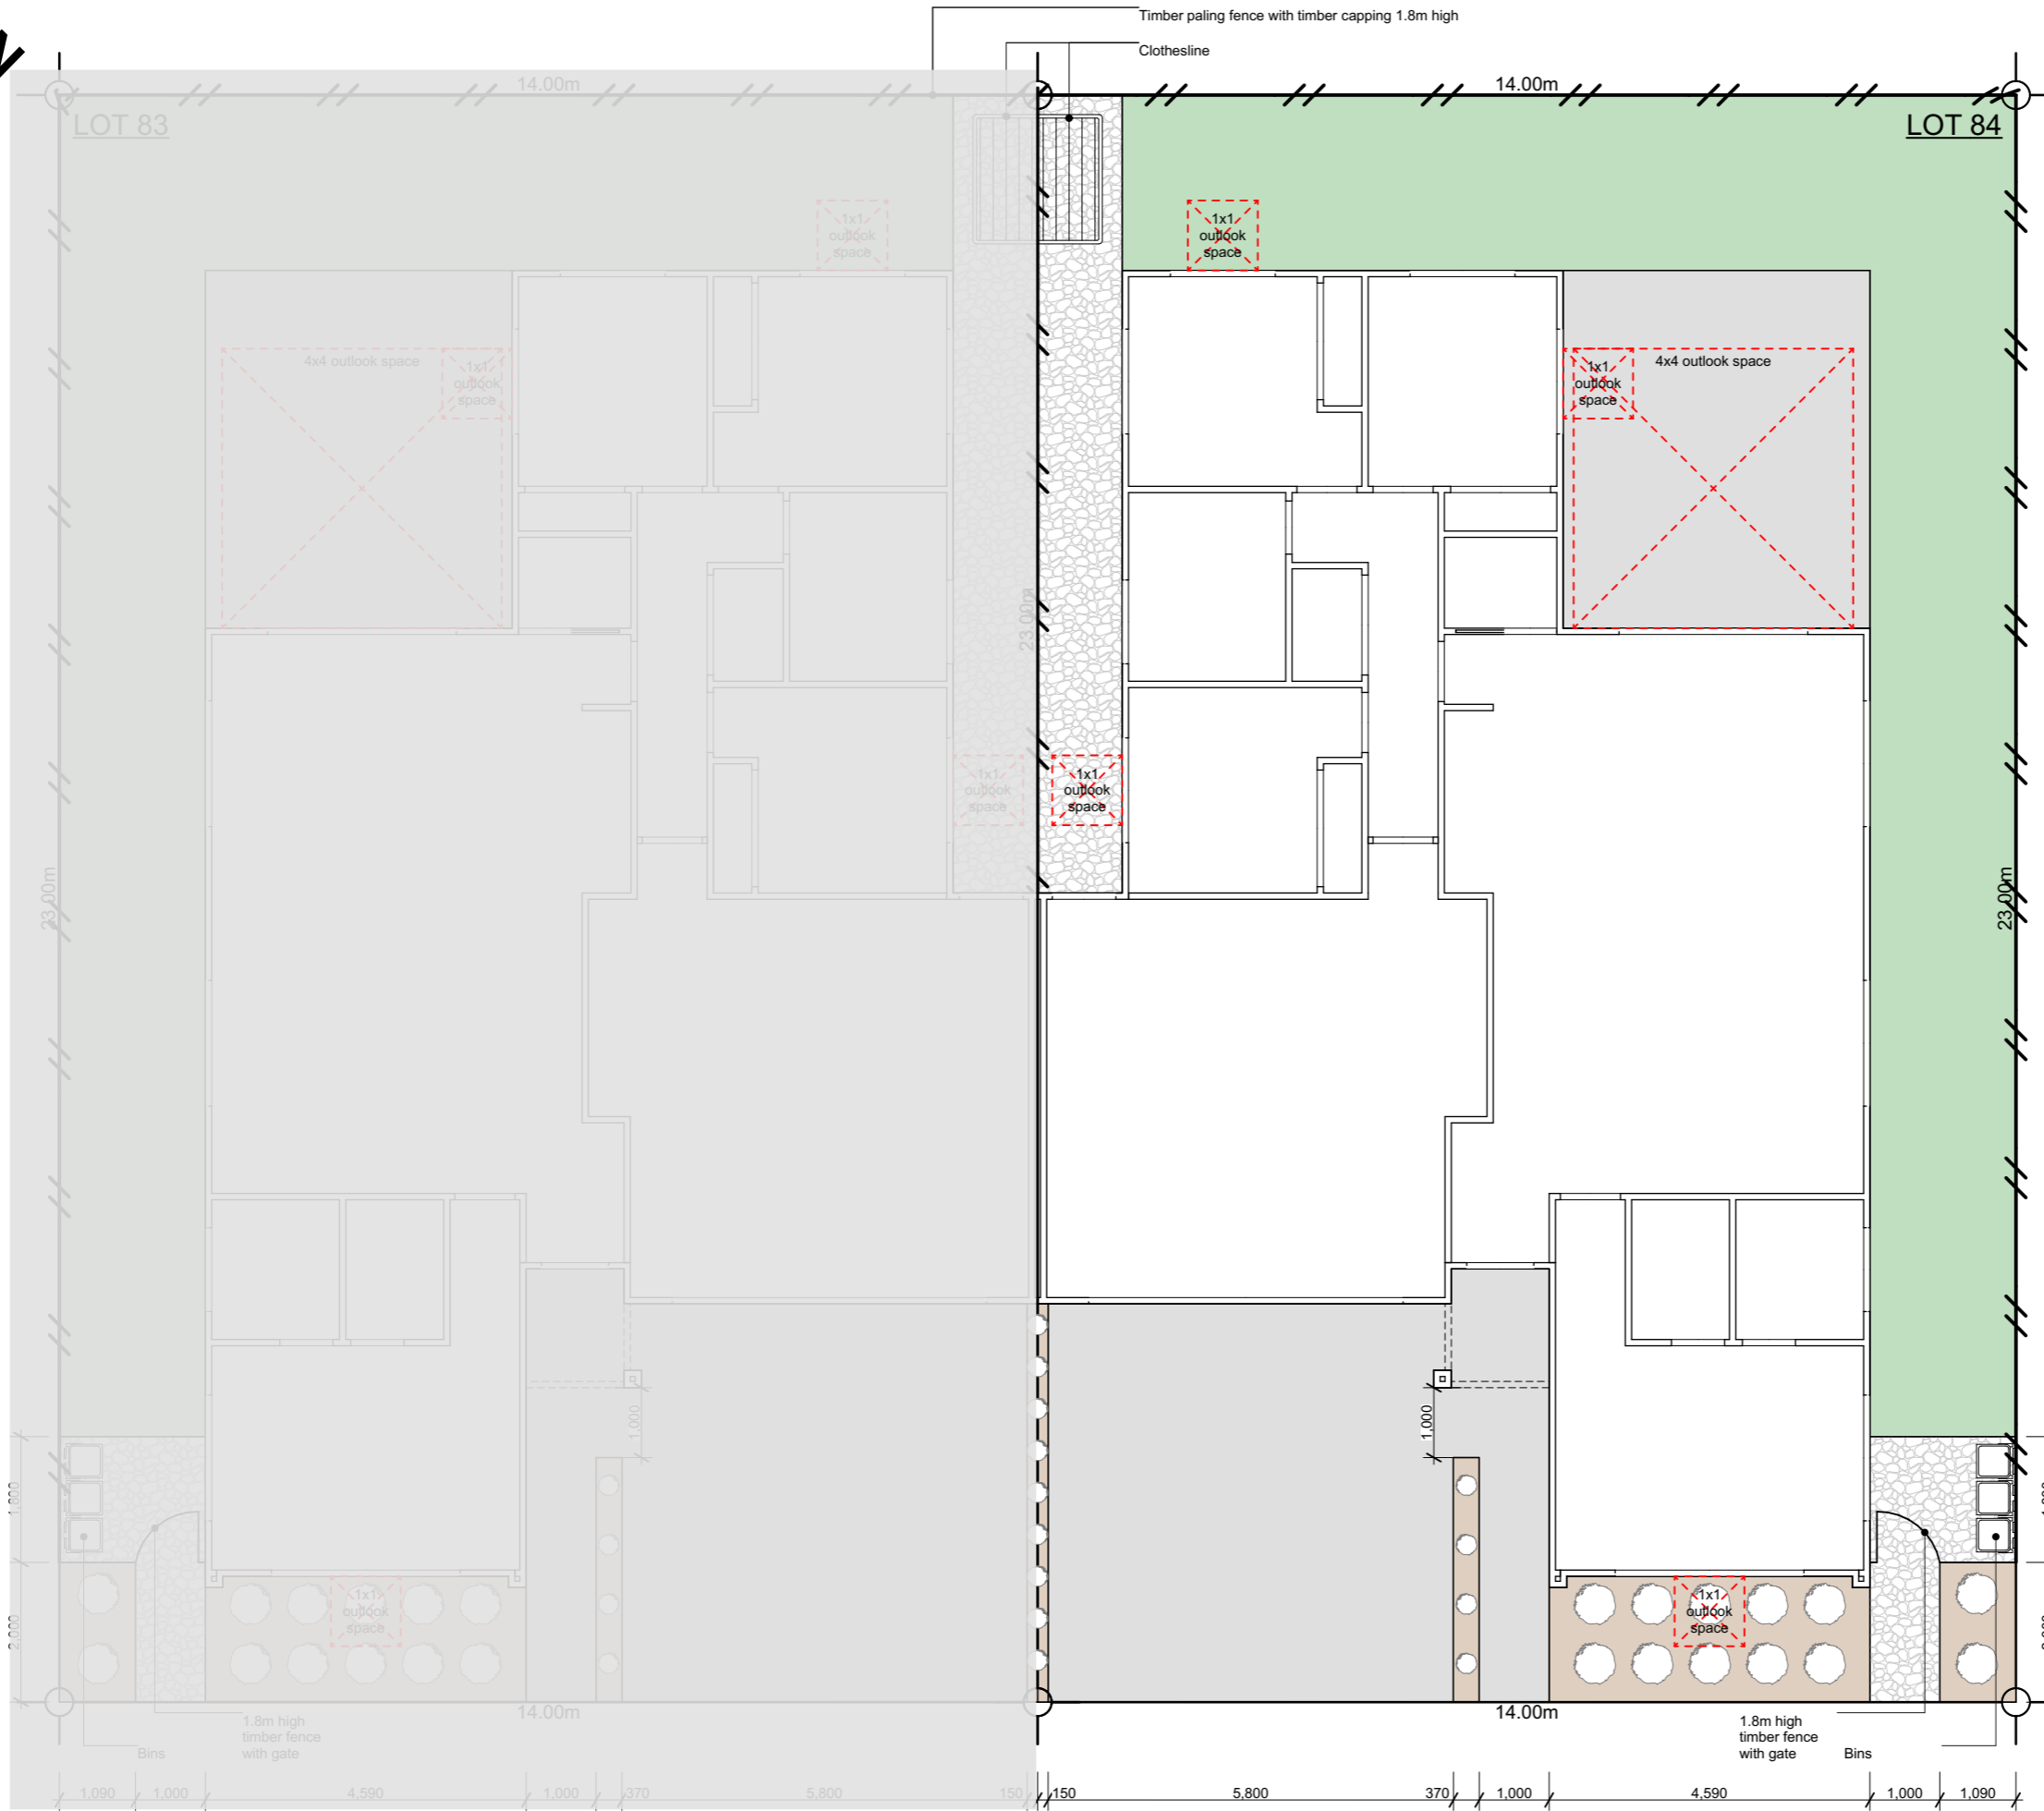 Timber paling fence with timber capping 1.8m high
Clothesline
14.00m
14.00m
LOT 83
LOT 84
1x1
outlook
space
1x1
outlook
space
4x4 outlook space
1x1
outlook
space
1x1
outlook
space
4x4 outlook space
23.00m
1x1
outlook
space
1x1
outlook
space
23.00m
23.00m
1,000
1,000
1,800
2,000
1x1
outlook
space
1x1
outlook
space
14.00m
14.00m
1.8m high
timber fence
with gate
Bins
1.8m high
timber fence
with gate
Bins
1,090
1,000
4,590
1,000
370
5,800
150
150
5,800
370
1,000
4,590
1,000
1,090